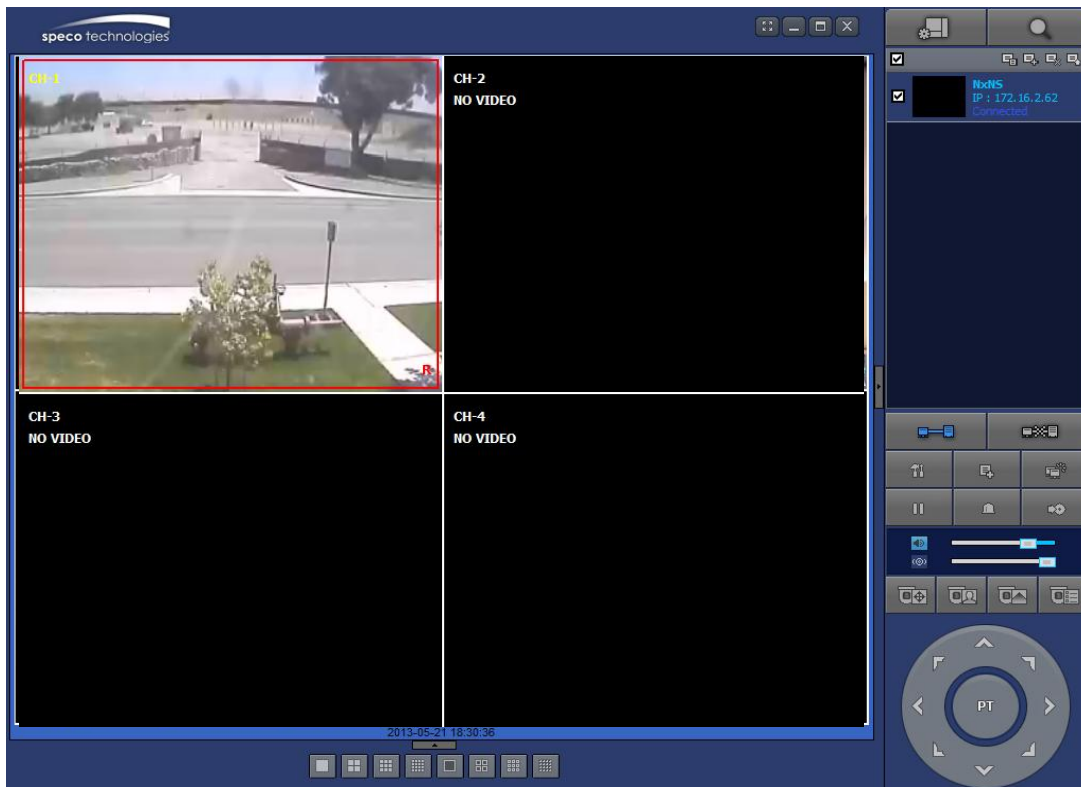 speco technologies
CH-1
CH-2
NO VIDEO
R
CH-3
NO VIDEO
CH-4
NO VIDEO
2013-05-21 18:30:36
NxNS
IP : 172.16.2.62
Connected
PT